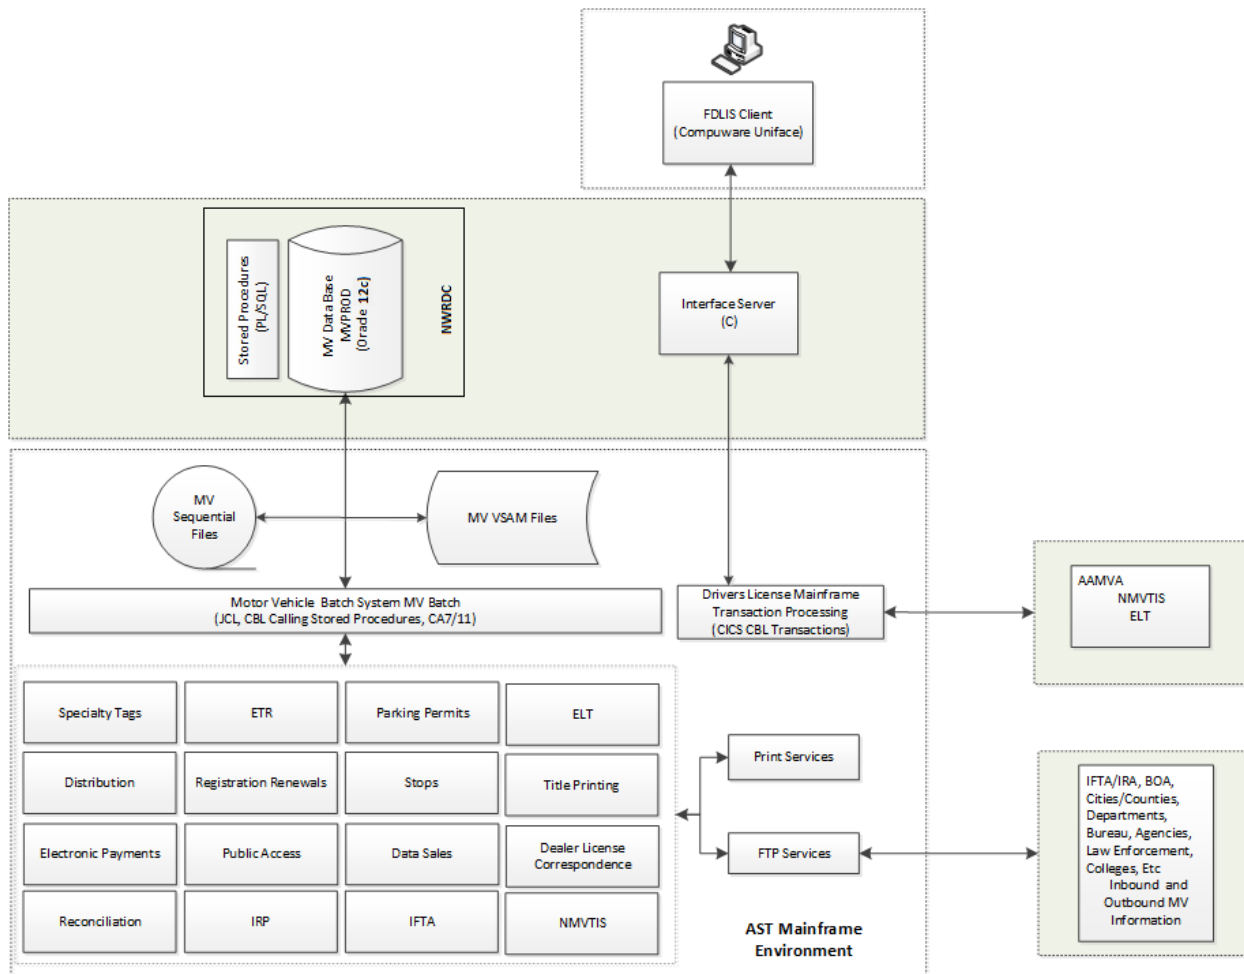 FDLIS Client
(Compuware Uniface)
Stored Procedures
(PL/SQL)
MV Data Base
MVPROD
(Orade 12c)
NWRDC
Interface Server
(C)
MV
Sequential
Files
MV VSAM Files
Motor Vehicle Batch System MV Batch
(JCL, CBL Calling Stored Procedures, CA7/11)
Drivers License Mainframe
Transaction Processing
(CICS CBL Transactions)
AAMVA
NMVTIS
ELT
Specialty Tags
ETR
Parking Permits
ELT
Distribution
Registration Renewals
Stops
Title Printing
Electronic Payments
Public Access
Data Sales
Dealer License
Correspondence
Reconciliation
IRP
IFTA
NMVTIS
Print Services
FTP Services
IFTA/IRA, BOA,
Cities/Counties,
Departments,
Bureau, Agencies,
Law Enforcement,
Colleges, Etc
Inbound and
Outbound MV
Information
AST Mainframe
Environment